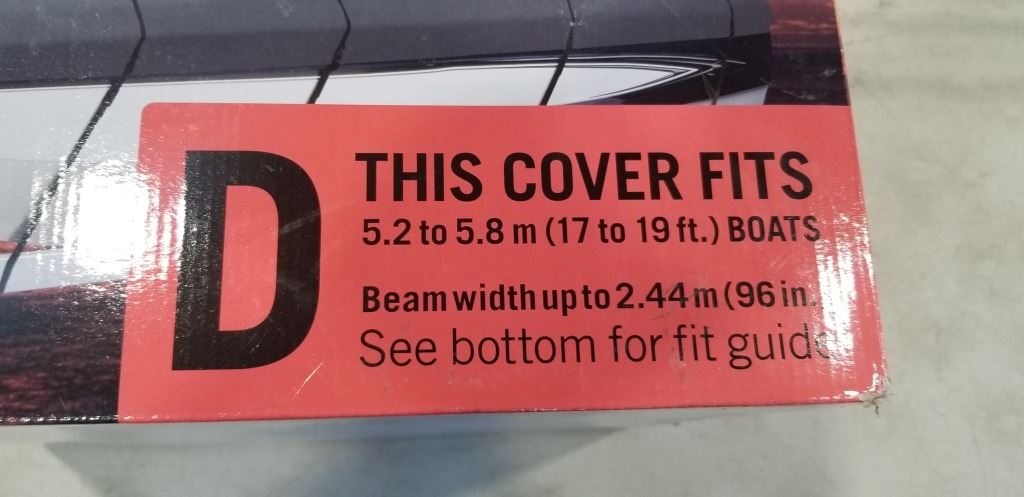 D
THIS COVER FITS
5.2 to 5.8 m (17 to 19 ft.) BOATS
Beam width up to 2.44 m (96 in.
See bottom for fit guide